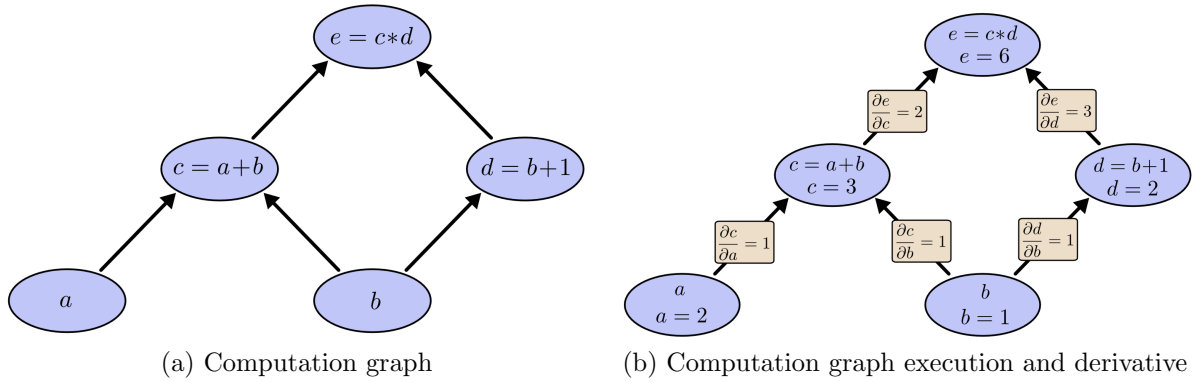 e = c*d
c = a+b
d = b+1
a
b
(a) Computation graph
e = c*d
e = 6
∂e/∂c = 2
∂e/∂d = 3
c = a+b
c = 3
d = b+1
d = 2
∂c/∂a = 1
∂c/∂b = 1
∂d/∂b = 1
a
a = 2
b
b = 1
(b) Computation graph execution and derivative